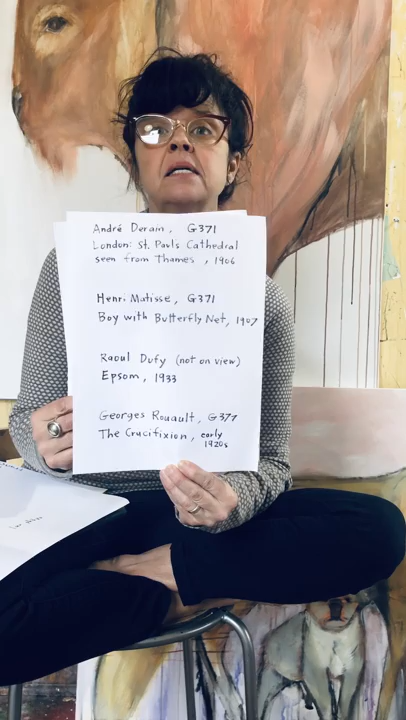 André Derain, G371
London: St. Pauls Cathedral
seen from Thames, 1906
Henri Matisse, G371
Boy with Butterfly Net, 1907
Raoul Dufy (not on view)
Epsom, 1933
Georges Rouault, G371
The Crucifixion, early
1920s